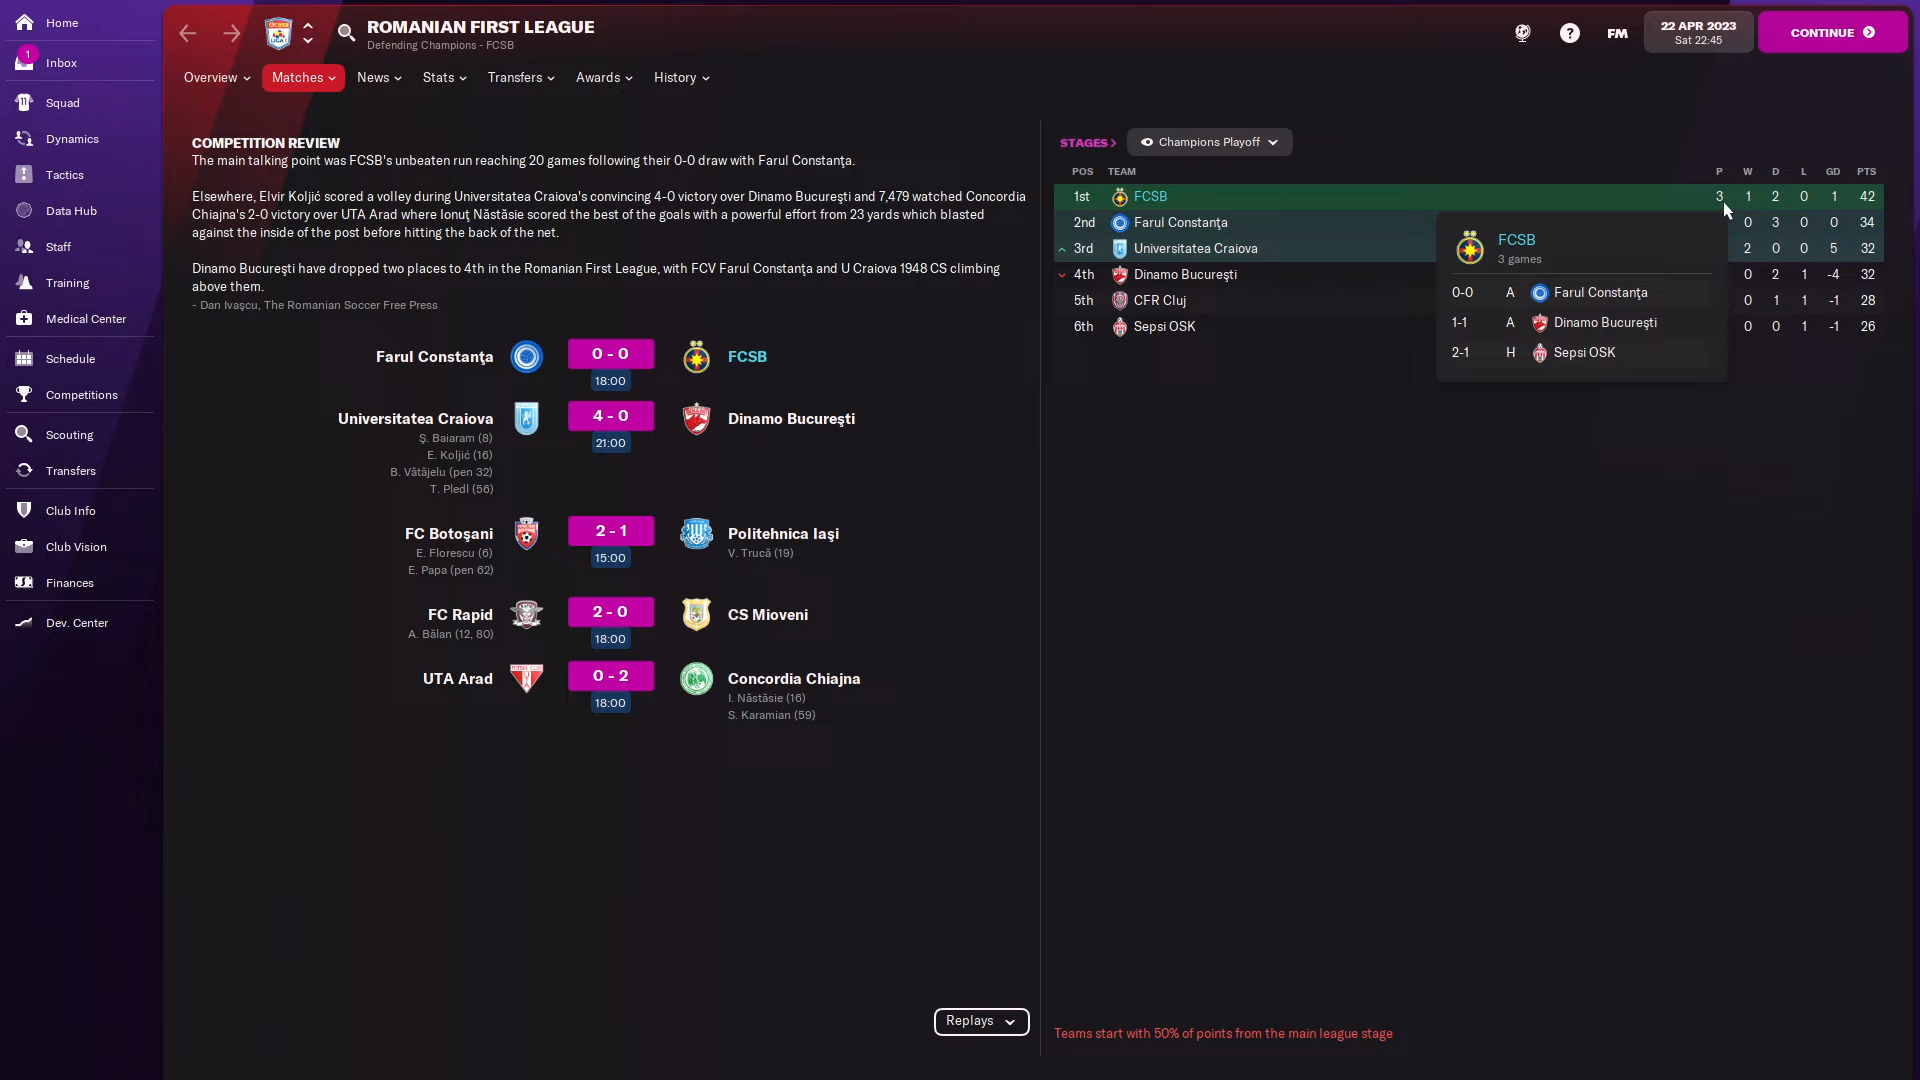 Home
1
Inbox
Squad
Dynamics
Tactics
Data Hub
Staff
Training
Medical Center
Schedule
Competitions
Scouting
Transfers
Club Info
Club Vision
Finances
Dev. Center
ROMANIAN FIRST LEAGUE
Defending Champions - FCSB
FM
22 APR 2023
Sat 22:45
CONTINUE
Overview Matches News Stats Transfers Awards History
COMPETITION REVIEW
The main talking point was FCSB's unbeaten run reaching 20 games following their 0-0 draw with Farul Constanţa.
Elsewhere, Elvir Koljić scored a volley during Universitatea Craiova's convincing 4-0 victory over Dinamo Bucureşti and 7,479 watched Concordia
Chiajna's 2-0 victory over UTA Arad where Ionuţ Năstăsie scored the best of the goals with a powerful effort from 23 yards which blasted
against the inside of the post before hitting the back of the net.
Dinamo Bucureşti have dropped two places to 4th in the Romanian First League, with FCV Farul Constanţa and U Craiova 1948 CS climbing
above them.
- Dan Ivaşcu, The Romanian Soccer Free Press
Farul Constanţa 0 - 0 FCSB
18:00
Universitatea Craiova 4 - 0 Dinamo Bucureşti
Ş. Baiaram (8) 21:00
E. Koljić (16)
B. Vătăjelu (pen 32)
T. Pledl (56)
FC Botoşani 2 - 1 Politehnica Iaşi
E. Florescu (6) 15:00 V. Trucă (19)
E. Papa (pen 62)
FC Rapid 2 - 0 CS Mioveni
A. Bălan (12, 80) 18:00
UTA Arad 0 - 2 Concordia Chiajna
18:00 I. Năstăsie (16)
S. Karamian (59)
Replays
STAGES > Champions Playoff
POS TEAM P W D L GD PTS
1st FCSB 3 1 2 0 1 42
2nd Farul Constanţa 0 3 0 0 34
3rd Universitatea Craiova 2 0 0 5 32
4th Dinamo Bucureşti 0 2 1 -4 32
5th CFR Cluj 0 1 1 -1 28
6th Sepsi OSK 0 0 1 -1 26
FCSB
3 games
0-0 A Farul Constanţa
1-1 A Dinamo Bucureşti
2-1 H Sepsi OSK
Teams start with 50% of points from the main league stage